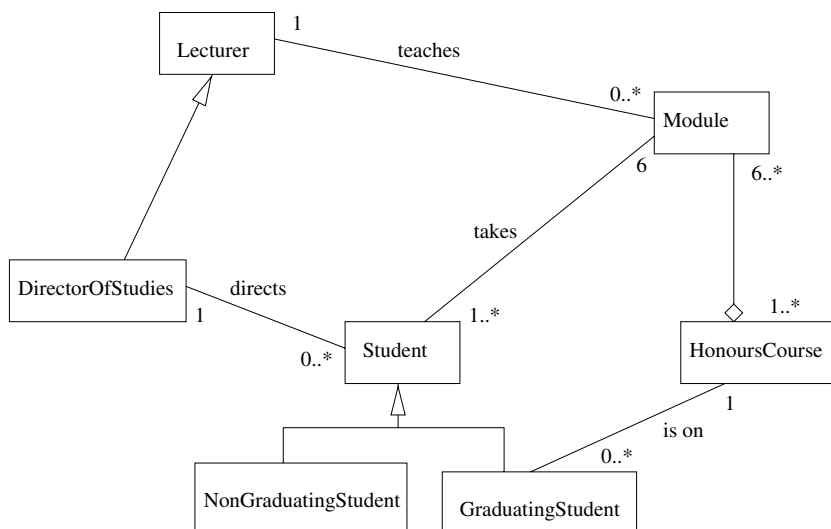 1
Lecturer
teaches
0..*
Module
6
6..*
takes
DirectorOfStudies
directs
1
1..*
1..*
0..*
Student
HonoursCourse
1
is on
0..*
NonGraduatingStudent
GraduatingStudent